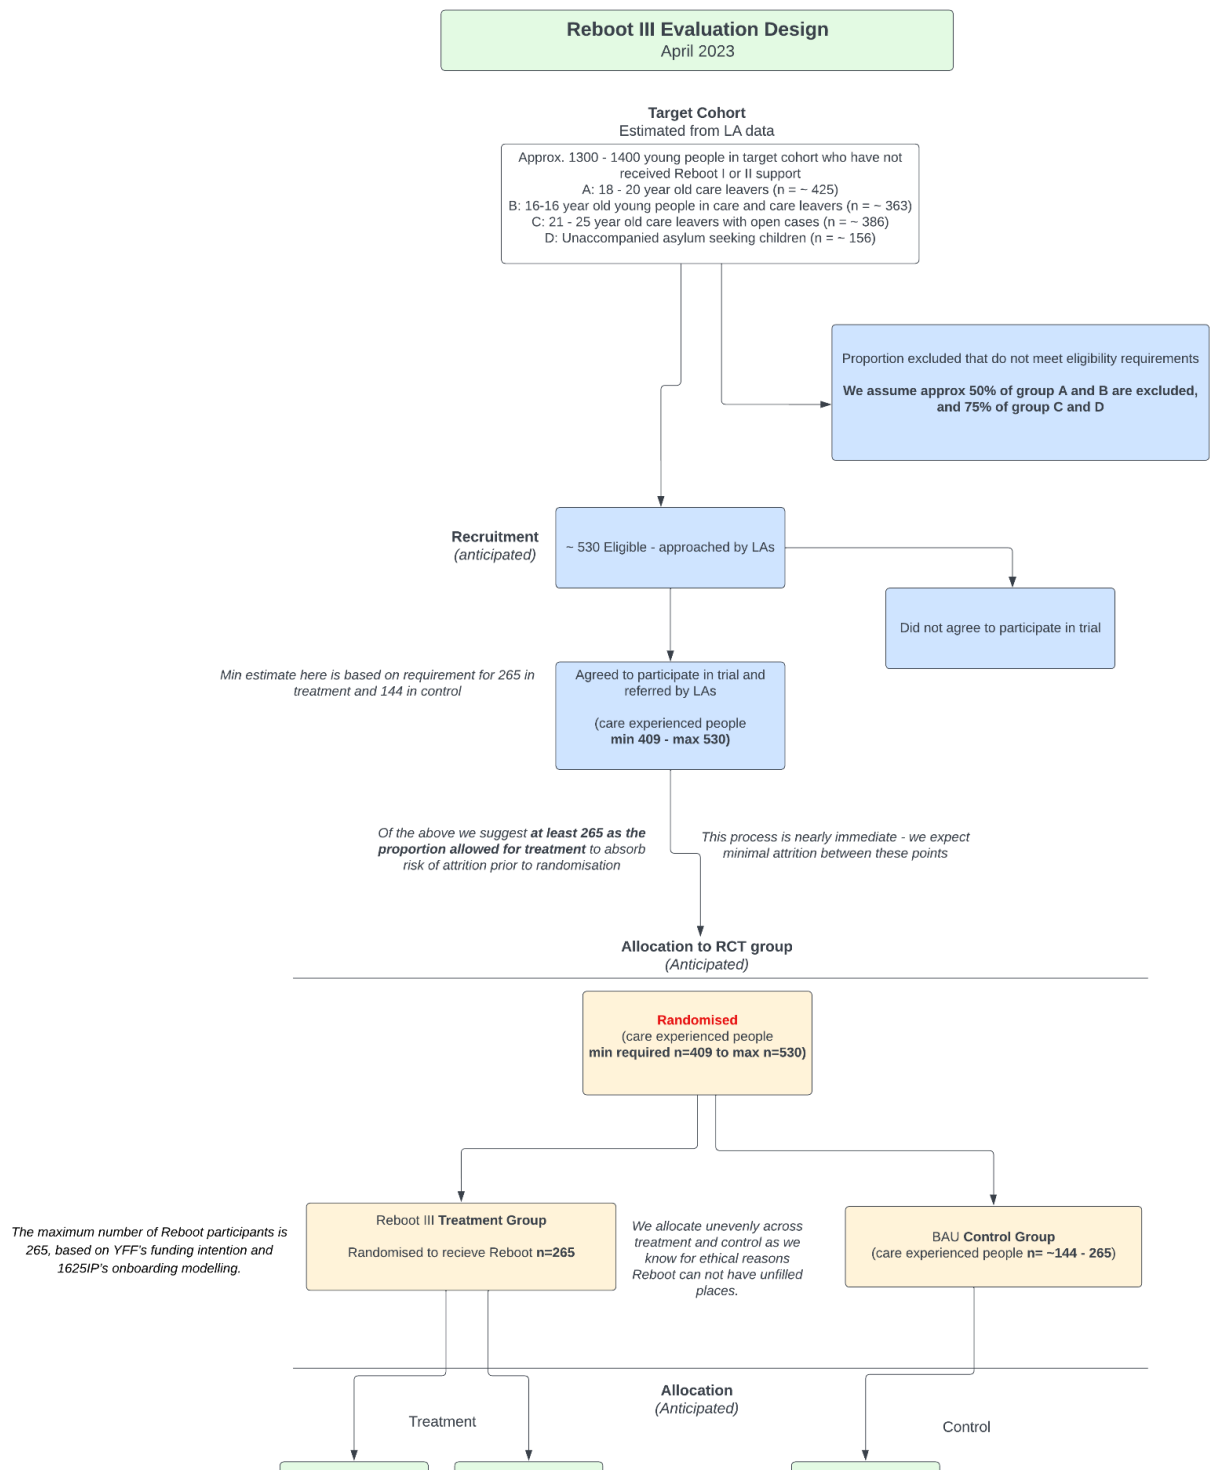 Reboot III Evaluation Design
April 2023
Target Cohort
Estimated from LA data
Approx. 1300 - 1400 young people in target cohort who have not
received Reboot I or II support
A: 18 - 20 year old care leavers (n = ~ 425)
B: 16-16 year old young people in care and care leavers (n = ~ 363)
C: 21 - 25 year old care leavers with open cases (n = ~ 386)
D: Unaccompanied asylum seeking children (n = ~ 156)
Proportion excluded that do not meet eligibility requirements
We assume approx 50% of group A and B are excluded,
and 75% of group C and D
Recruitment
(anticipated)
~ 530 Eligible - approached by LAs
Did not agree to participate in trial
Min estimate here is based on requirement for 265 in
treatment and 144 in control
Agreed to participate in trial and
referred by LAs
(care experienced people
min 409 - max 530)
Of the above we suggest at least 265 as the
proportion allowed for treatment to absorb
risk of attrition prior to randomisation
This process is nearly immediate - we expect
minimal attrition between these points
Allocation to RCT group
(Anticipated)
Randomised
(care experienced people
min required n=409 to max n=530)
The maximum number of Reboot participants is
265, based on YFF's funding intention and
1625IP's onboarding modelling.
Reboot III Treatment Group
Randomised to recieve Reboot n=265
We allocate unevenly across
treatment and control as we
know for ethical reasons
Reboot can not have unfilled
places.
BAU Control Group
(care experienced people n= ~144 - 265)
Allocation
(Anticipated)
Treatment
Control